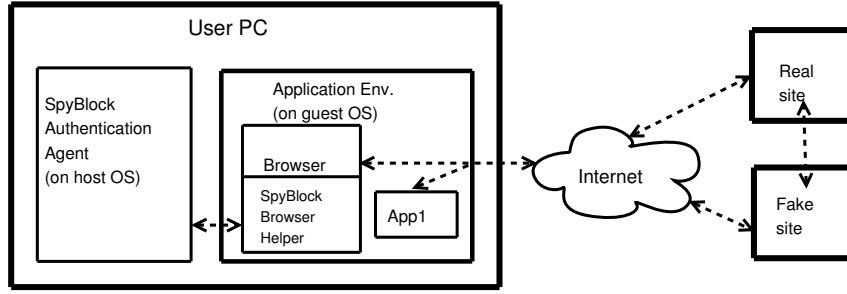 User PC
SpyBlock
Authentication
Agent
(on host OS)
Application Env.
(on guest OS)
Browser
SpyBlock
Browser
Helper
App1
Internet
Real
site
Fake
site